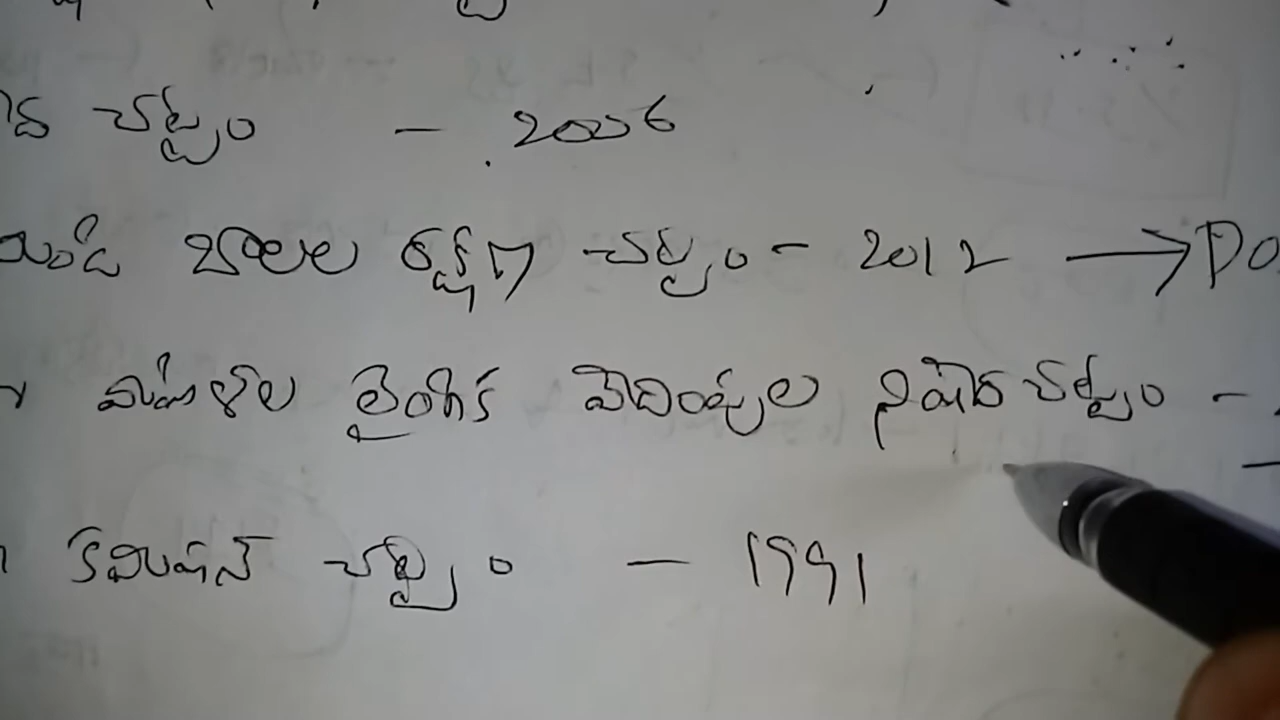 చట్టం - 2006
నుండి బాలల రక్షణ చట్టం - 2012 → PO
మహిళల లైంగిక వేధింపుల నిషేధ చట్టం -
కమిషన్ చట్టం - 1991